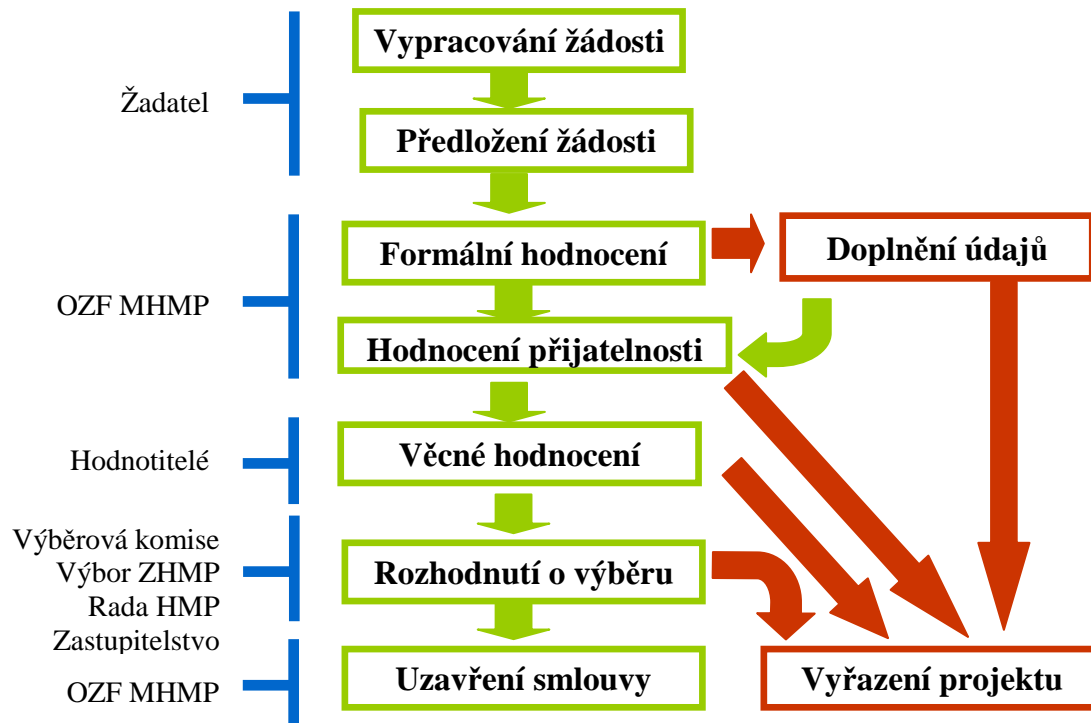 Vypracování žádosti
Žadatel
Předložení žádosti
Formální hodnocení
Doplnění údajů
OZF MHMP
Hodnocení přijatelnosti
Věcné hodnocení
Hodnotitelé
Výběrová komise
Výbor ZHMP
Rada HMP
Zastupitelstvo
Rozhodnutí o výběru
Uzavření smlouvy
Vyřazení projektu
OZF MHMP